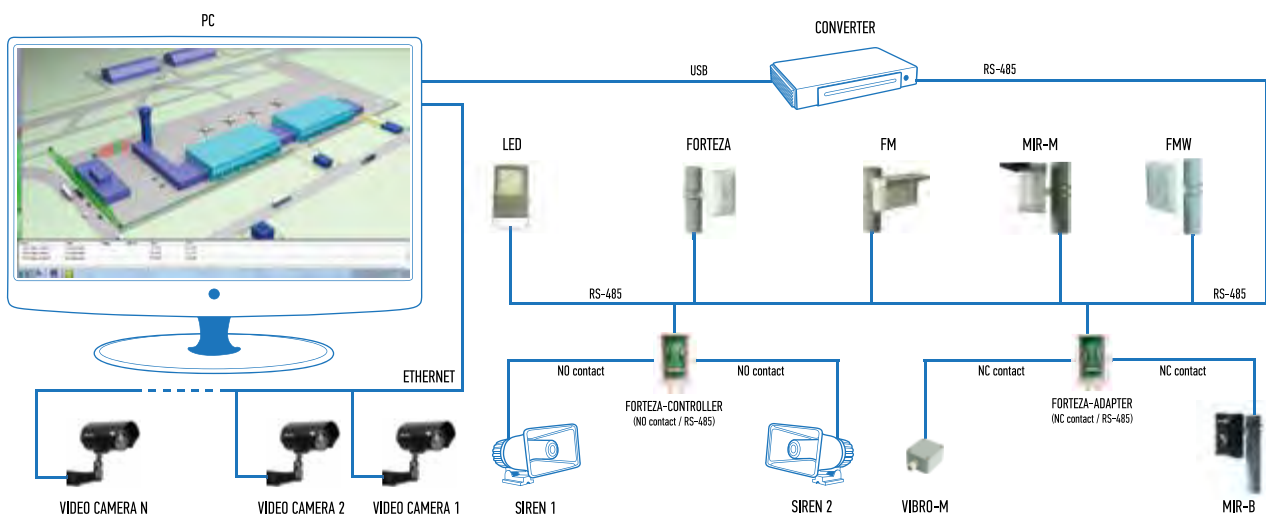 PC
CONVERTER
USB
RS-485
LED
FORTEZA
FM
MIR-M
FMW
RS-485
RS-485
ETHERNET
NO contact
NO contact
NC contact
NC contact
FORTEZA-CONTROLLER
(NO contact / RS-485)
FORTEZA-ADAPTER
(NC contact / RS-485)
VIDEO CAMERA N
VIDEO CAMERA 2
VIDEO CAMERA 1
SIREN 1
SIREN 2
VIBRO-M
MIR-B